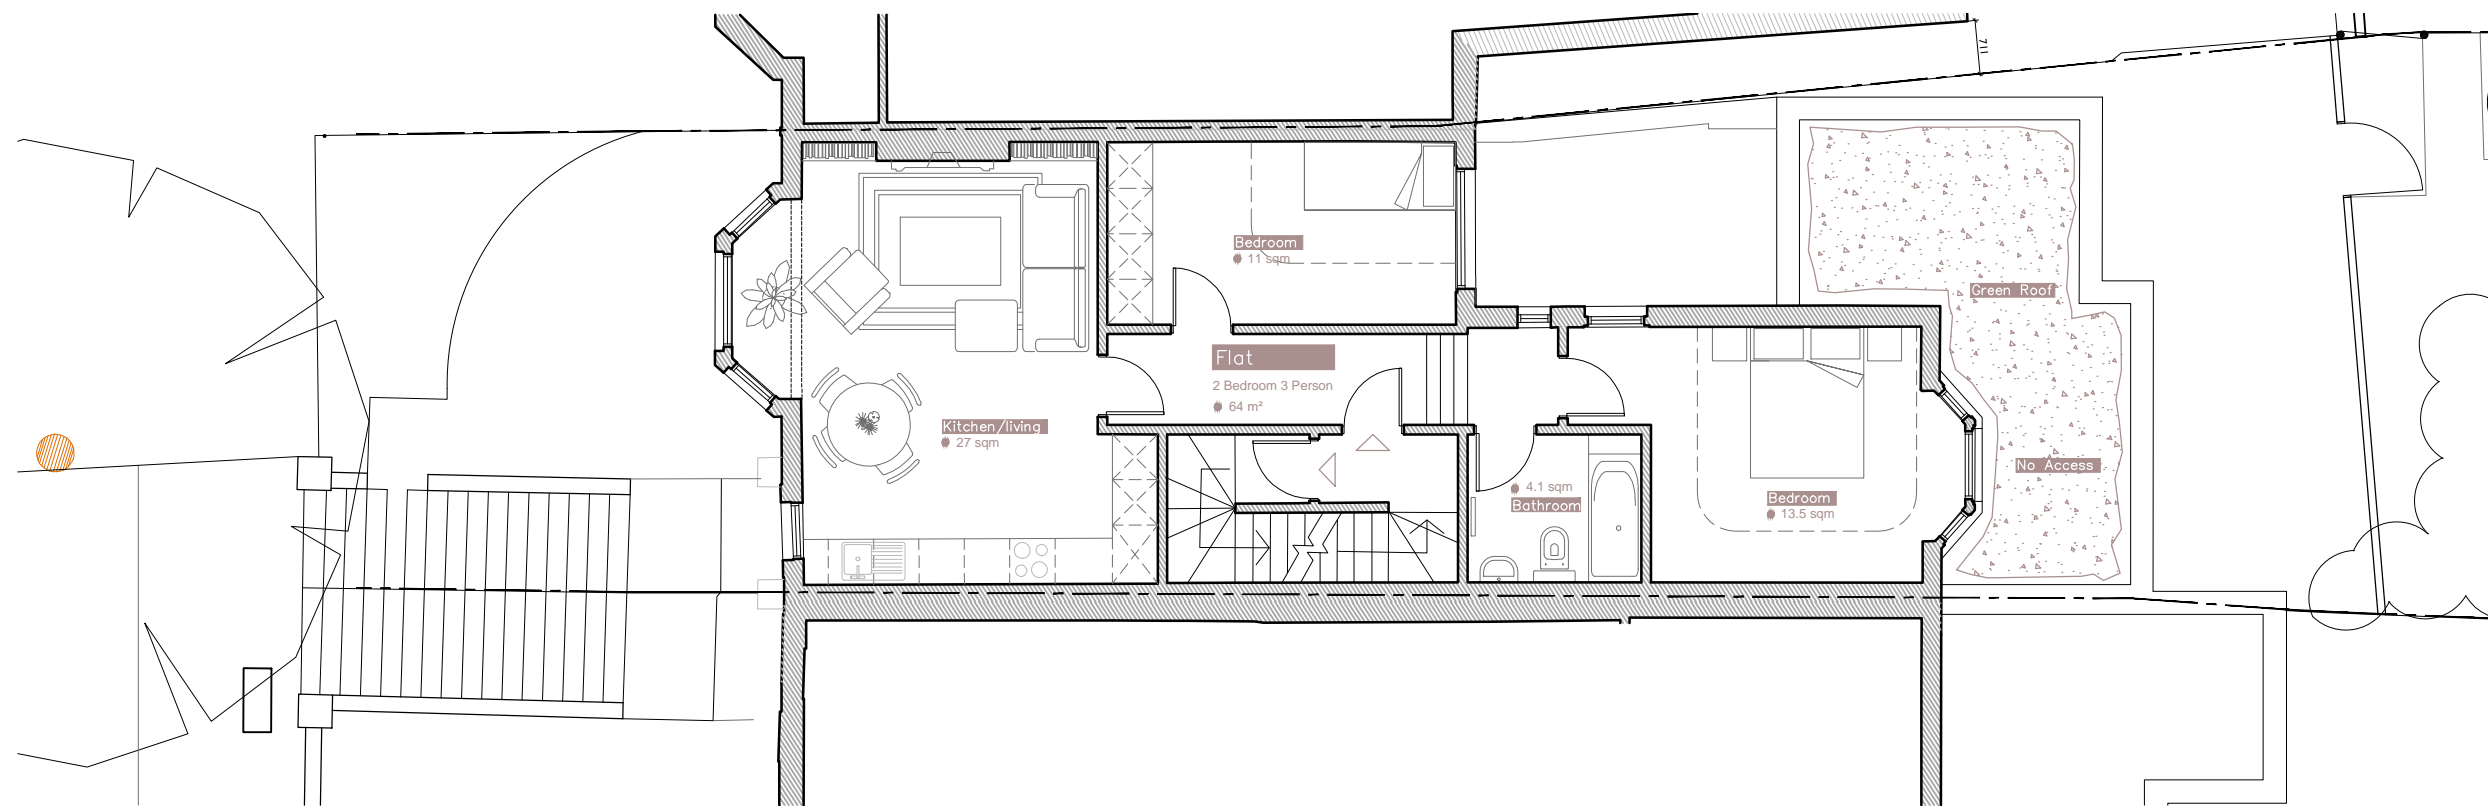 711
Bedroom
11 sqm
Green Roof
Flat
2 Bedroom 3 Person
64 m²
Kitchen/living
27 sqm
No Access
4.1 sqm
Bathroom
Bedroom
13.5 sqm